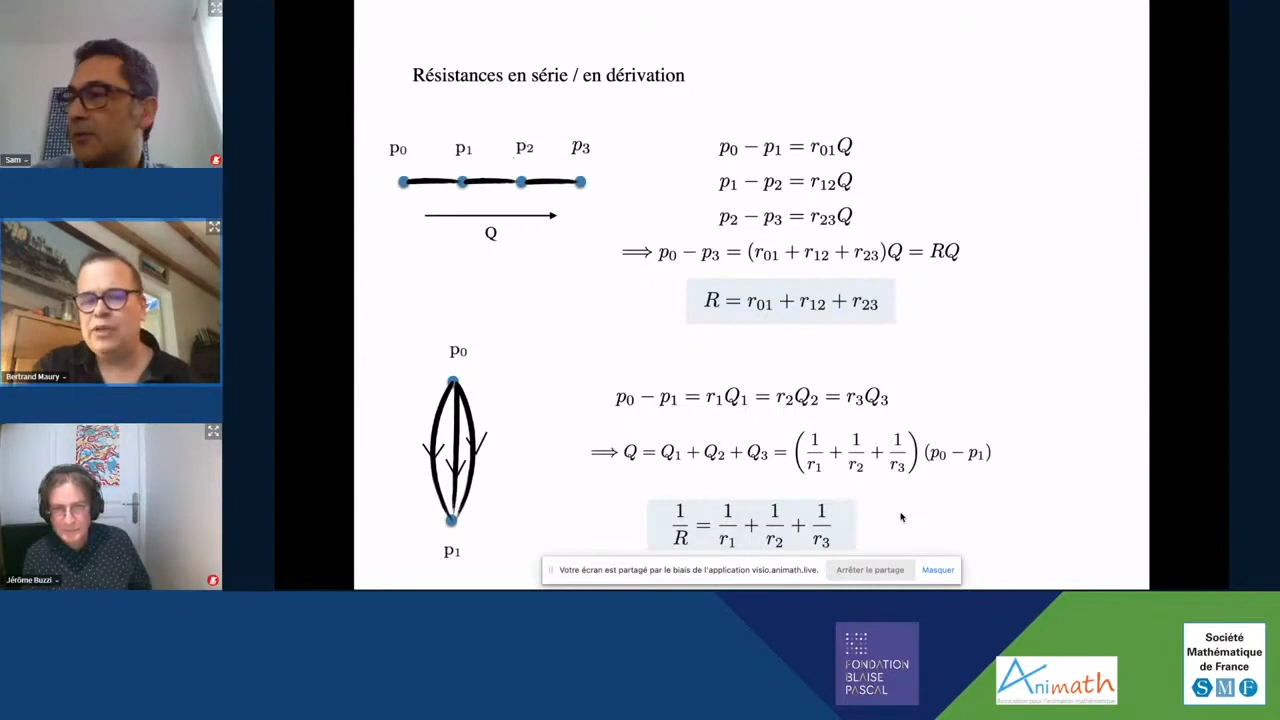 Sam
Bertrand Maury
Jérôme Buzzi
Résistances en série / en dérivation
p₀ p₁ p₂ p₃
Q
p₀ − p₁ = r₀₁Q
p₁ − p₂ = r₁₂Q
p₂ − p₃ = r₂₃Q
⟹ p₀ − p₃ = (r₀₁ + r₁₂ + r₂₃)Q = RQ
R = r₀₁ + r₁₂ + r₂₃
p₀
p₁
p₀ − p₁ = r₁Q₁ = r₂Q₂ = r₃Q₃
⟹ Q = Q₁ + Q₂ + Q₃ = (1/r₁ + 1/r₂ + 1/r₃) (p₀ − p₁)
1/R = 1/r₁ + 1/r₂ + 1/r₃
Votre écran est partagé par le biais de l'application visio.animath.live. Arrêter le partage Masquer
FONDATION
BLAISE
PASCAL
Animath
Association pour l'animation mathématique
Société
Mathématique
de France
S M F